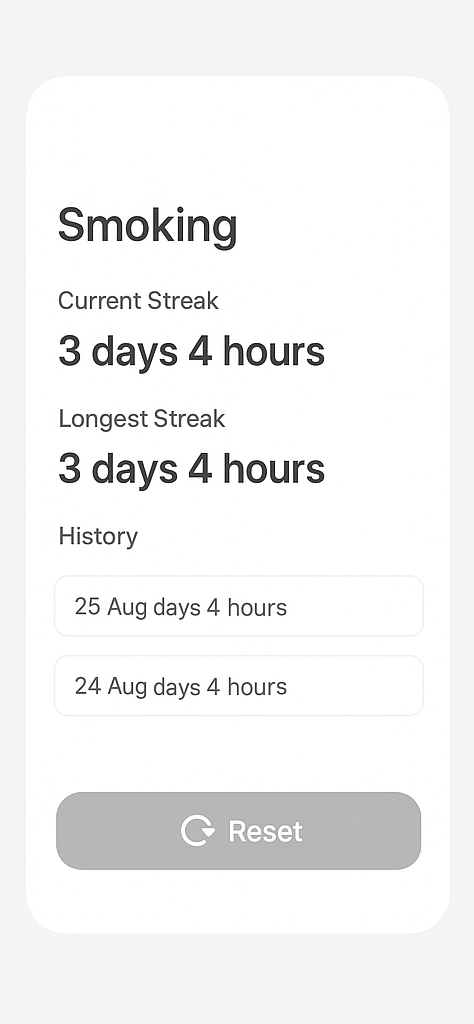 Smoking
Current Streak
3 days 4 hours
Longest Streak
3 days 4 hours
History
25 Aug days 4 hours
24 Aug days 4 hours
Reset